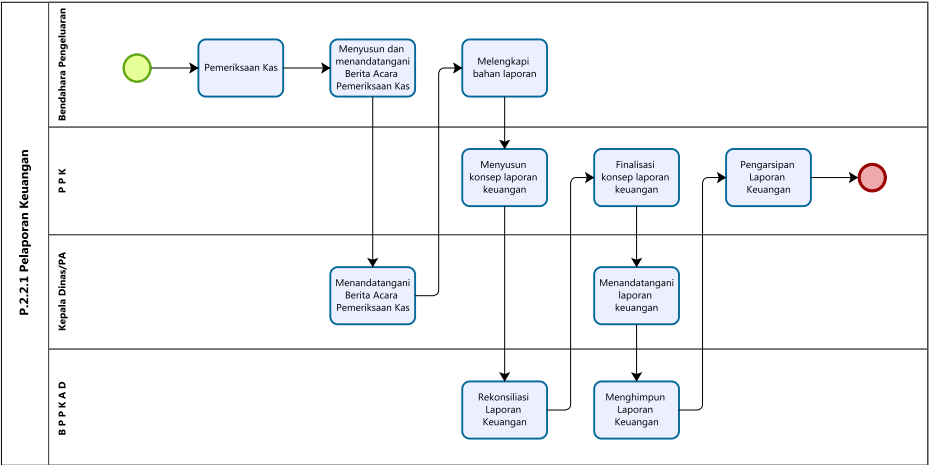 P.2.2.1 Pelaporan Keuangan
Bendahara Pengeluaran
Pemeriksaan Kas
Menyusun dan
menandatangani
Berita Acara
Pemeriksaan Kas
Melengkapi
bahan laporan
P P K
Menyusun
konsep laporan
keuangan
Finalisasi
konsep laporan
keuangan
Pengarsipan
Laporan
Keuangan
Kepala Dinas/PA
Menandatangani
Berita Acara
Pemeriksaan Kas
Menandatangani
laporan
keuangan
B P P K A D
Rekonsiliasi
Laporan
Keuangan
Menghimpun
Laporan
Keuangan